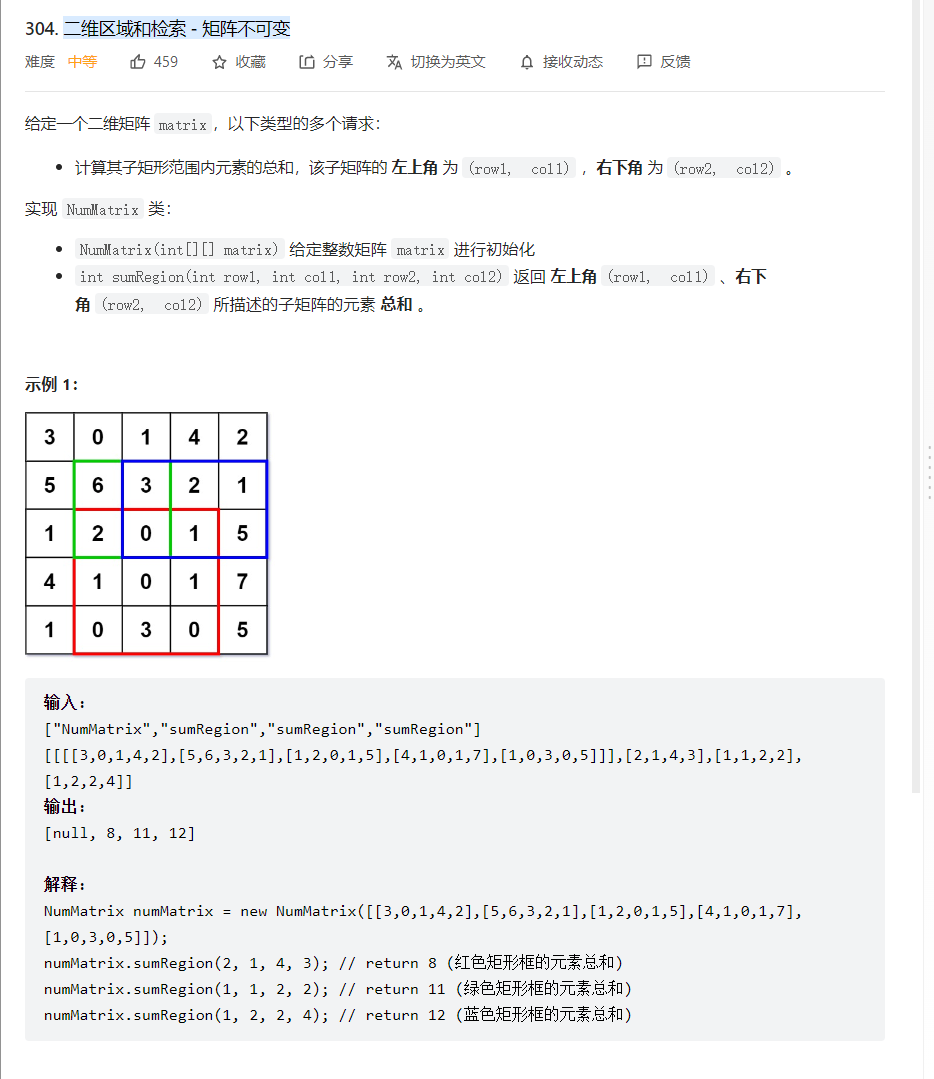 304. 二维区域和检索 - 矩阵不可变
难度 中等 459 收藏 分享 切换为英文 接收动态 反馈
给定一个二维矩阵 matrix，以下类型的多个请求：
• 计算其子矩形范围内元素的总和，该子矩阵的 左上角 为 (row1, col1) ，右下角 为 (row2, col2) 。
实现 NumMatrix 类：
• NumMatrix(int[][] matrix) 给定整数矩阵 matrix 进行初始化
• int sumRegion(int row1, int col1, int row2, int col2) 返回 左上角 (row1, col1) 、右下
角 (row2, col2) 所描述的子矩阵的元素 总和 。
示例 1：
3 0 1 4 2
5 6 3 2 1
1 2 0 1 5
4 1 0 1 7
1 0 3 0 5
输入：
["NumMatrix","sumRegion","sumRegion","sumRegion"]
[[[[3,0,1,4,2],[5,6,3,2,1],[1,2,0,1,5],[4,1,0,1,7],[1,0,3,0,5]]],[2,1,4,3],[1,1,2,2],
[1,2,2,4]]
输出：
[null, 8, 11, 12]
解释：
NumMatrix numMatrix = new NumMatrix([[3,0,1,4,2],[5,6,3,2,1],[1,2,0,1,5],[4,1,0,1,7],
[1,0,3,0,5]]);
numMatrix.sumRegion(2, 1, 4, 3); // return 8 (红色矩形框的元素总和)
numMatrix.sumRegion(1, 1, 2, 2); // return 11 (绿色矩形框的元素总和)
numMatrix.sumRegion(1, 2, 2, 4); // return 12 (蓝色矩形框的元素总和)